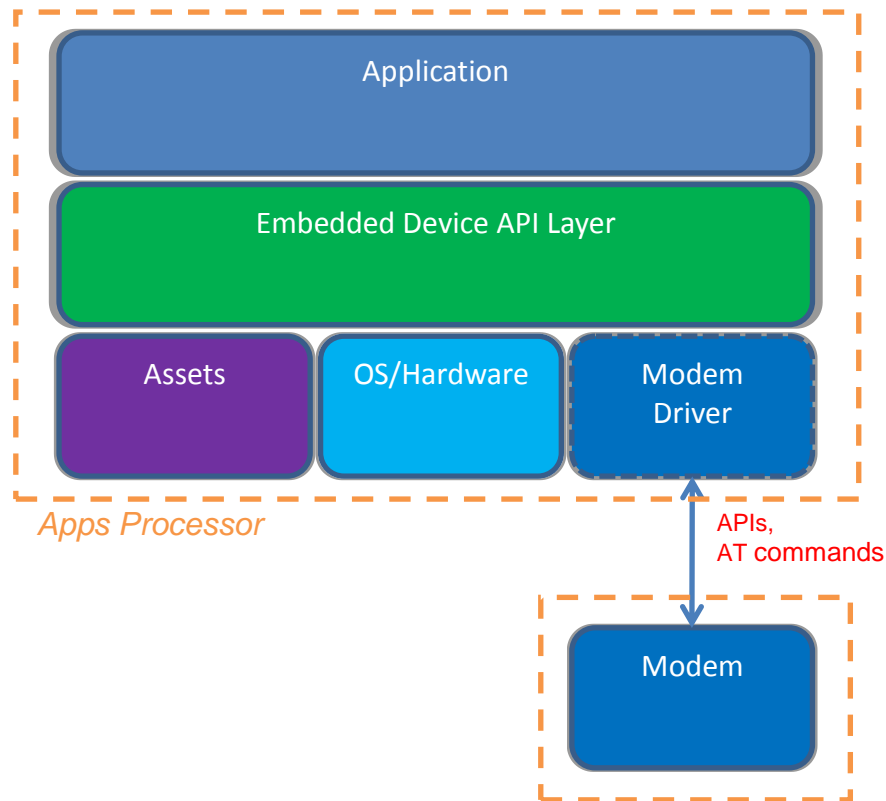 Application
Embedded Device API Layer
Assets
OS/Hardware
Modem
Driver
Apps Processor
APIs,
AT commands
Modem